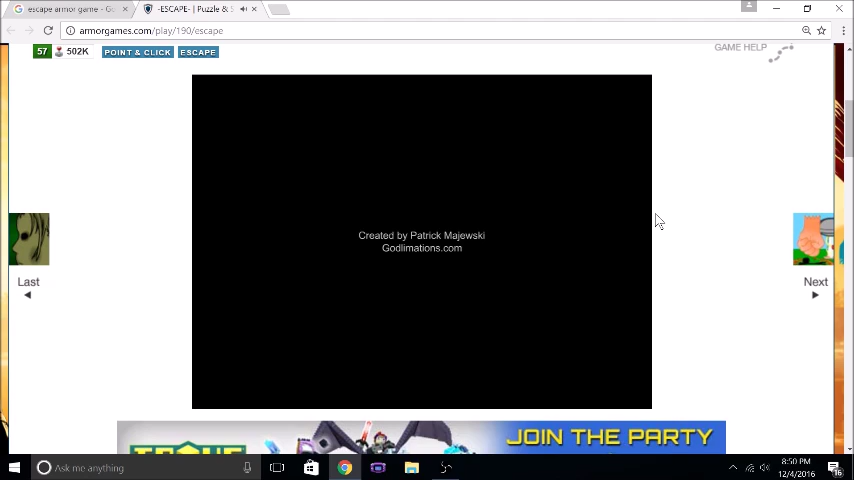 escape armor game - Go
-ESCAPE- | Puzzle & S
armorgames.com/play/190/escape
57 502K POINT & CLICK ESCAPE
GAME HELP
Created by Patrick Majewski
Godlimations.com
Last
Next
JOIN THE PARTY
Ask me anything
8:50 PM
12/4/2016
16